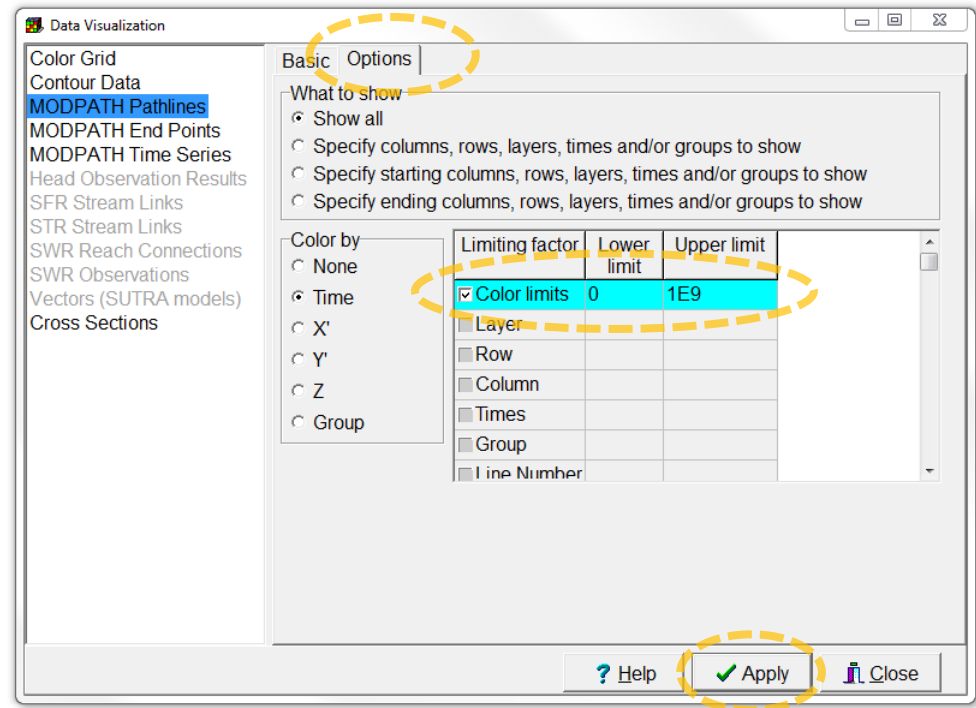 Data Visualization
Color Grid
Contour Data
MODPATH Pathlines
MODPATH End Points
MODPATH Time Series
Head Observation Results
SFR Stream Links
STR Stream Links
SWR Reach Connections
SWR Observations
Vectors (SUTRA models)
Cross Sections
Basic Options
What to show
Show all
Specify columns, rows, layers, times and/or groups to show
Specify starting columns, rows, layers, times and/or groups to show
Specify ending columns, rows, layers, times and/or groups to show
Color by
None
Time
X'
Y'
Z
Group
Limiting factor Lower limit Upper limit
Color limits 0 1E9
Layer
Row
Column
Times
Group
Line Number
? Help Apply Close